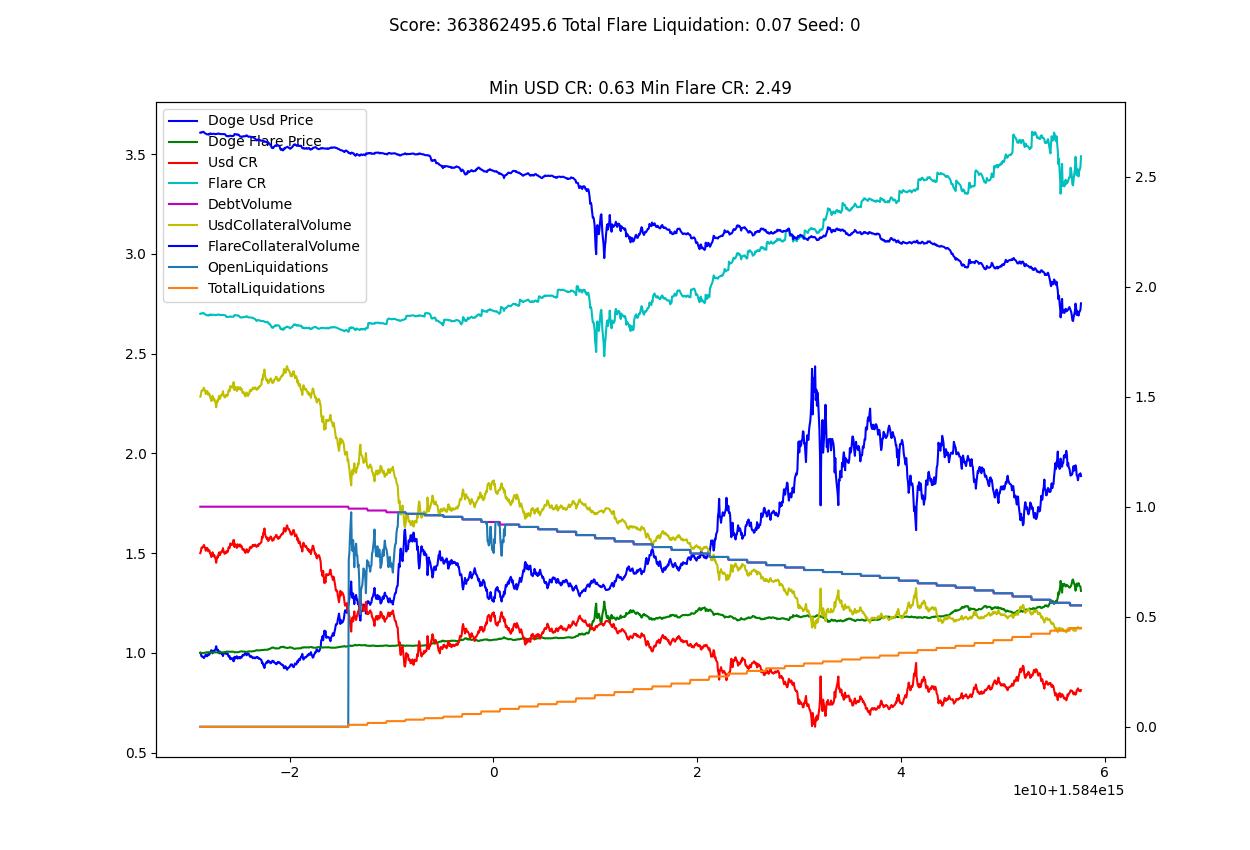 Score: 363862495.6 Total Flare Liquidation: 0.07 Seed: 0
Min USD CR: 0.63 Min Flare CR: 2.49
Doge Usd Price
Doge Flare Price
Usd CR
Flare CR
DebtVolume
UsdCollateralVolume
FlareCollateralVolume
OpenLiquidations
TotalLiquidations
3.5
3.0
2.5
2.0
1.5
1.0
0.5
2.5
2.0
1.5
1.0
0.5
0.0
−2
0
2
4
6
1e10+1.584e15